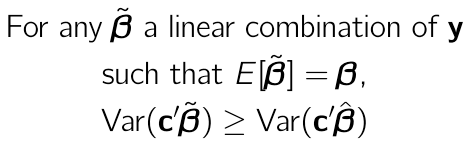 For any β̃ a linear combination of y
such that E[β̃] = β,
Var(c′β̃) ≥ Var(c′β̂)